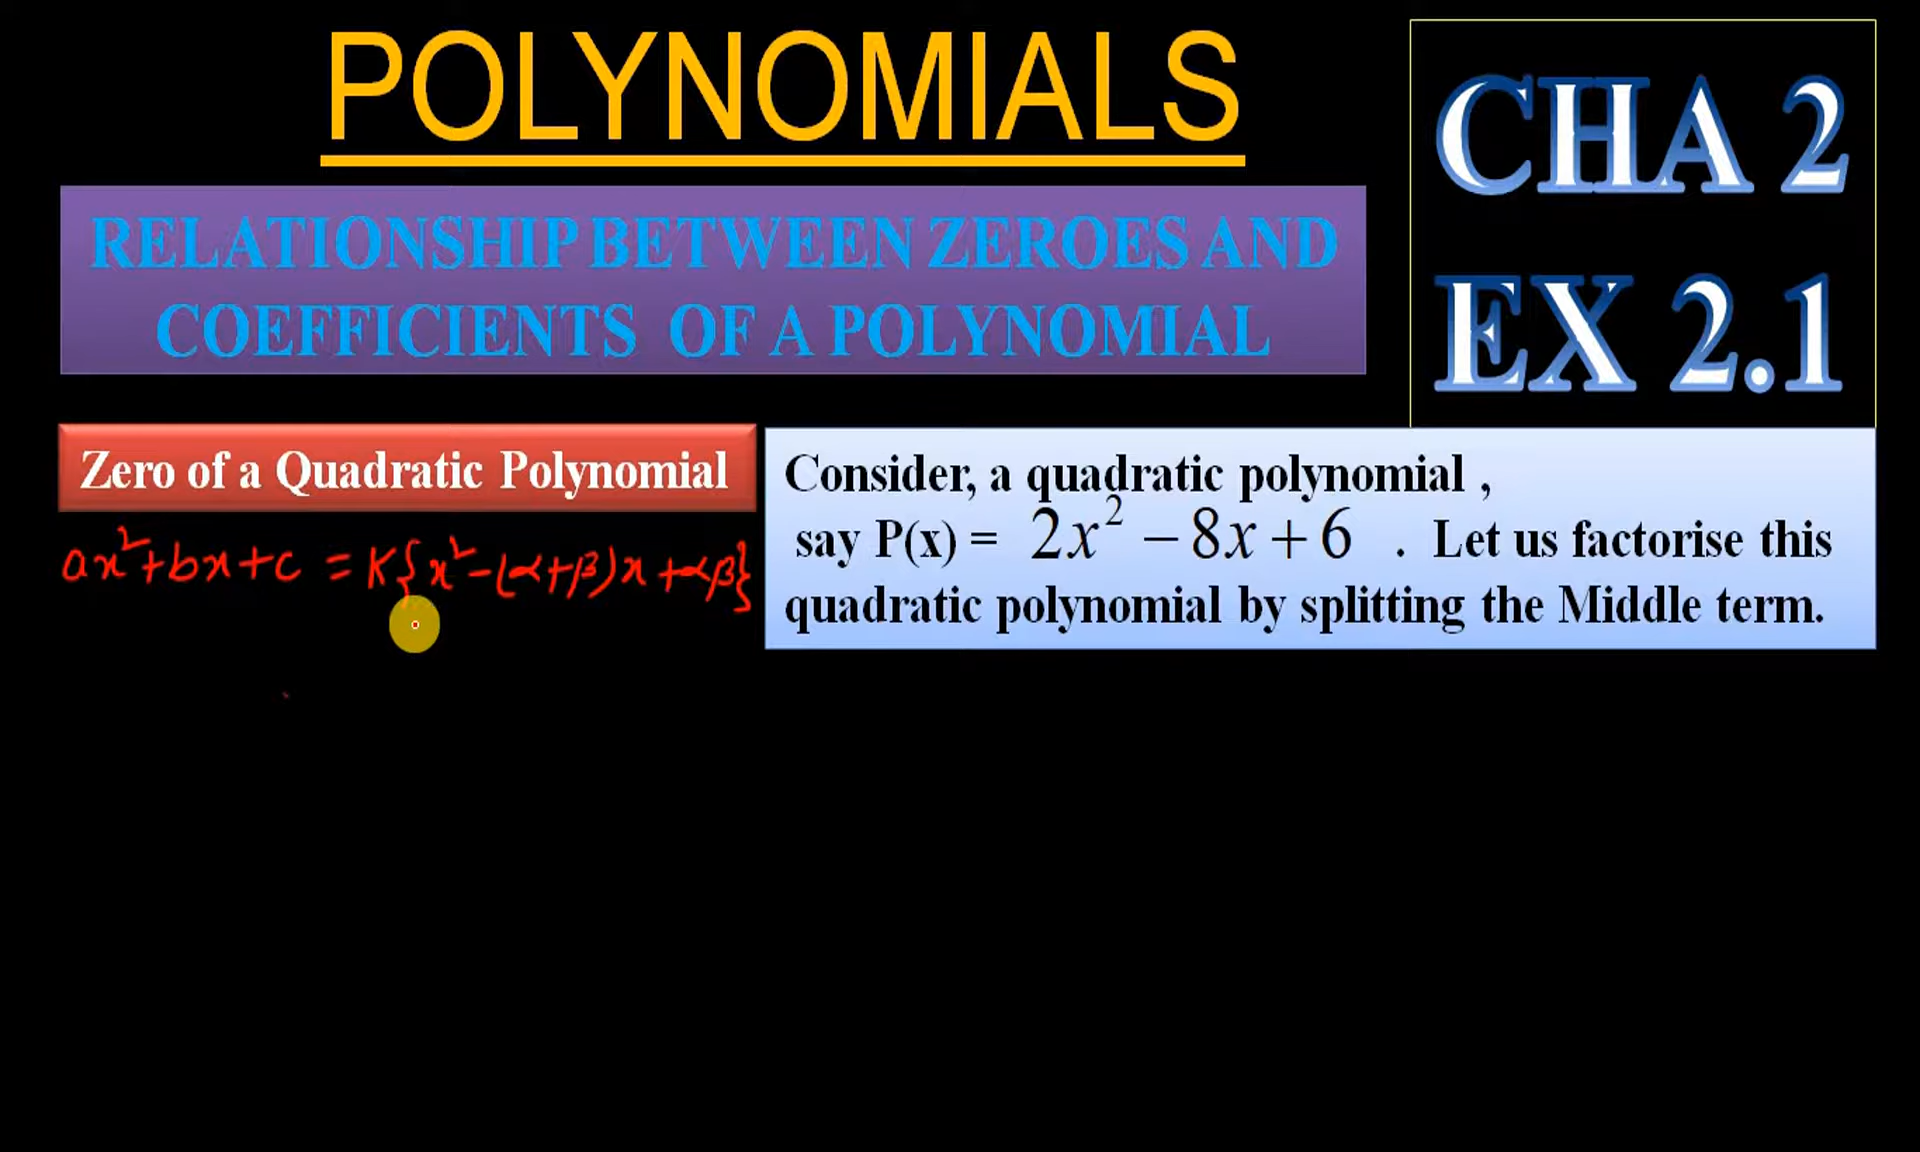 POLYNOMIALS
CHA 2
EX 2.1
RELATIONSHIP BETWEEN ZEROES AND
COEFFICIENTS OF A POLYNOMIAL
Zero of a Quadratic Polynomial
ax²+bx+c = K{x²-(α+β)x+αβ}
Consider, a quadratic polynomial ,
say P(x) = 2x² − 8x + 6 . Let us factorise this
quadratic polynomial by splitting the Middle term.